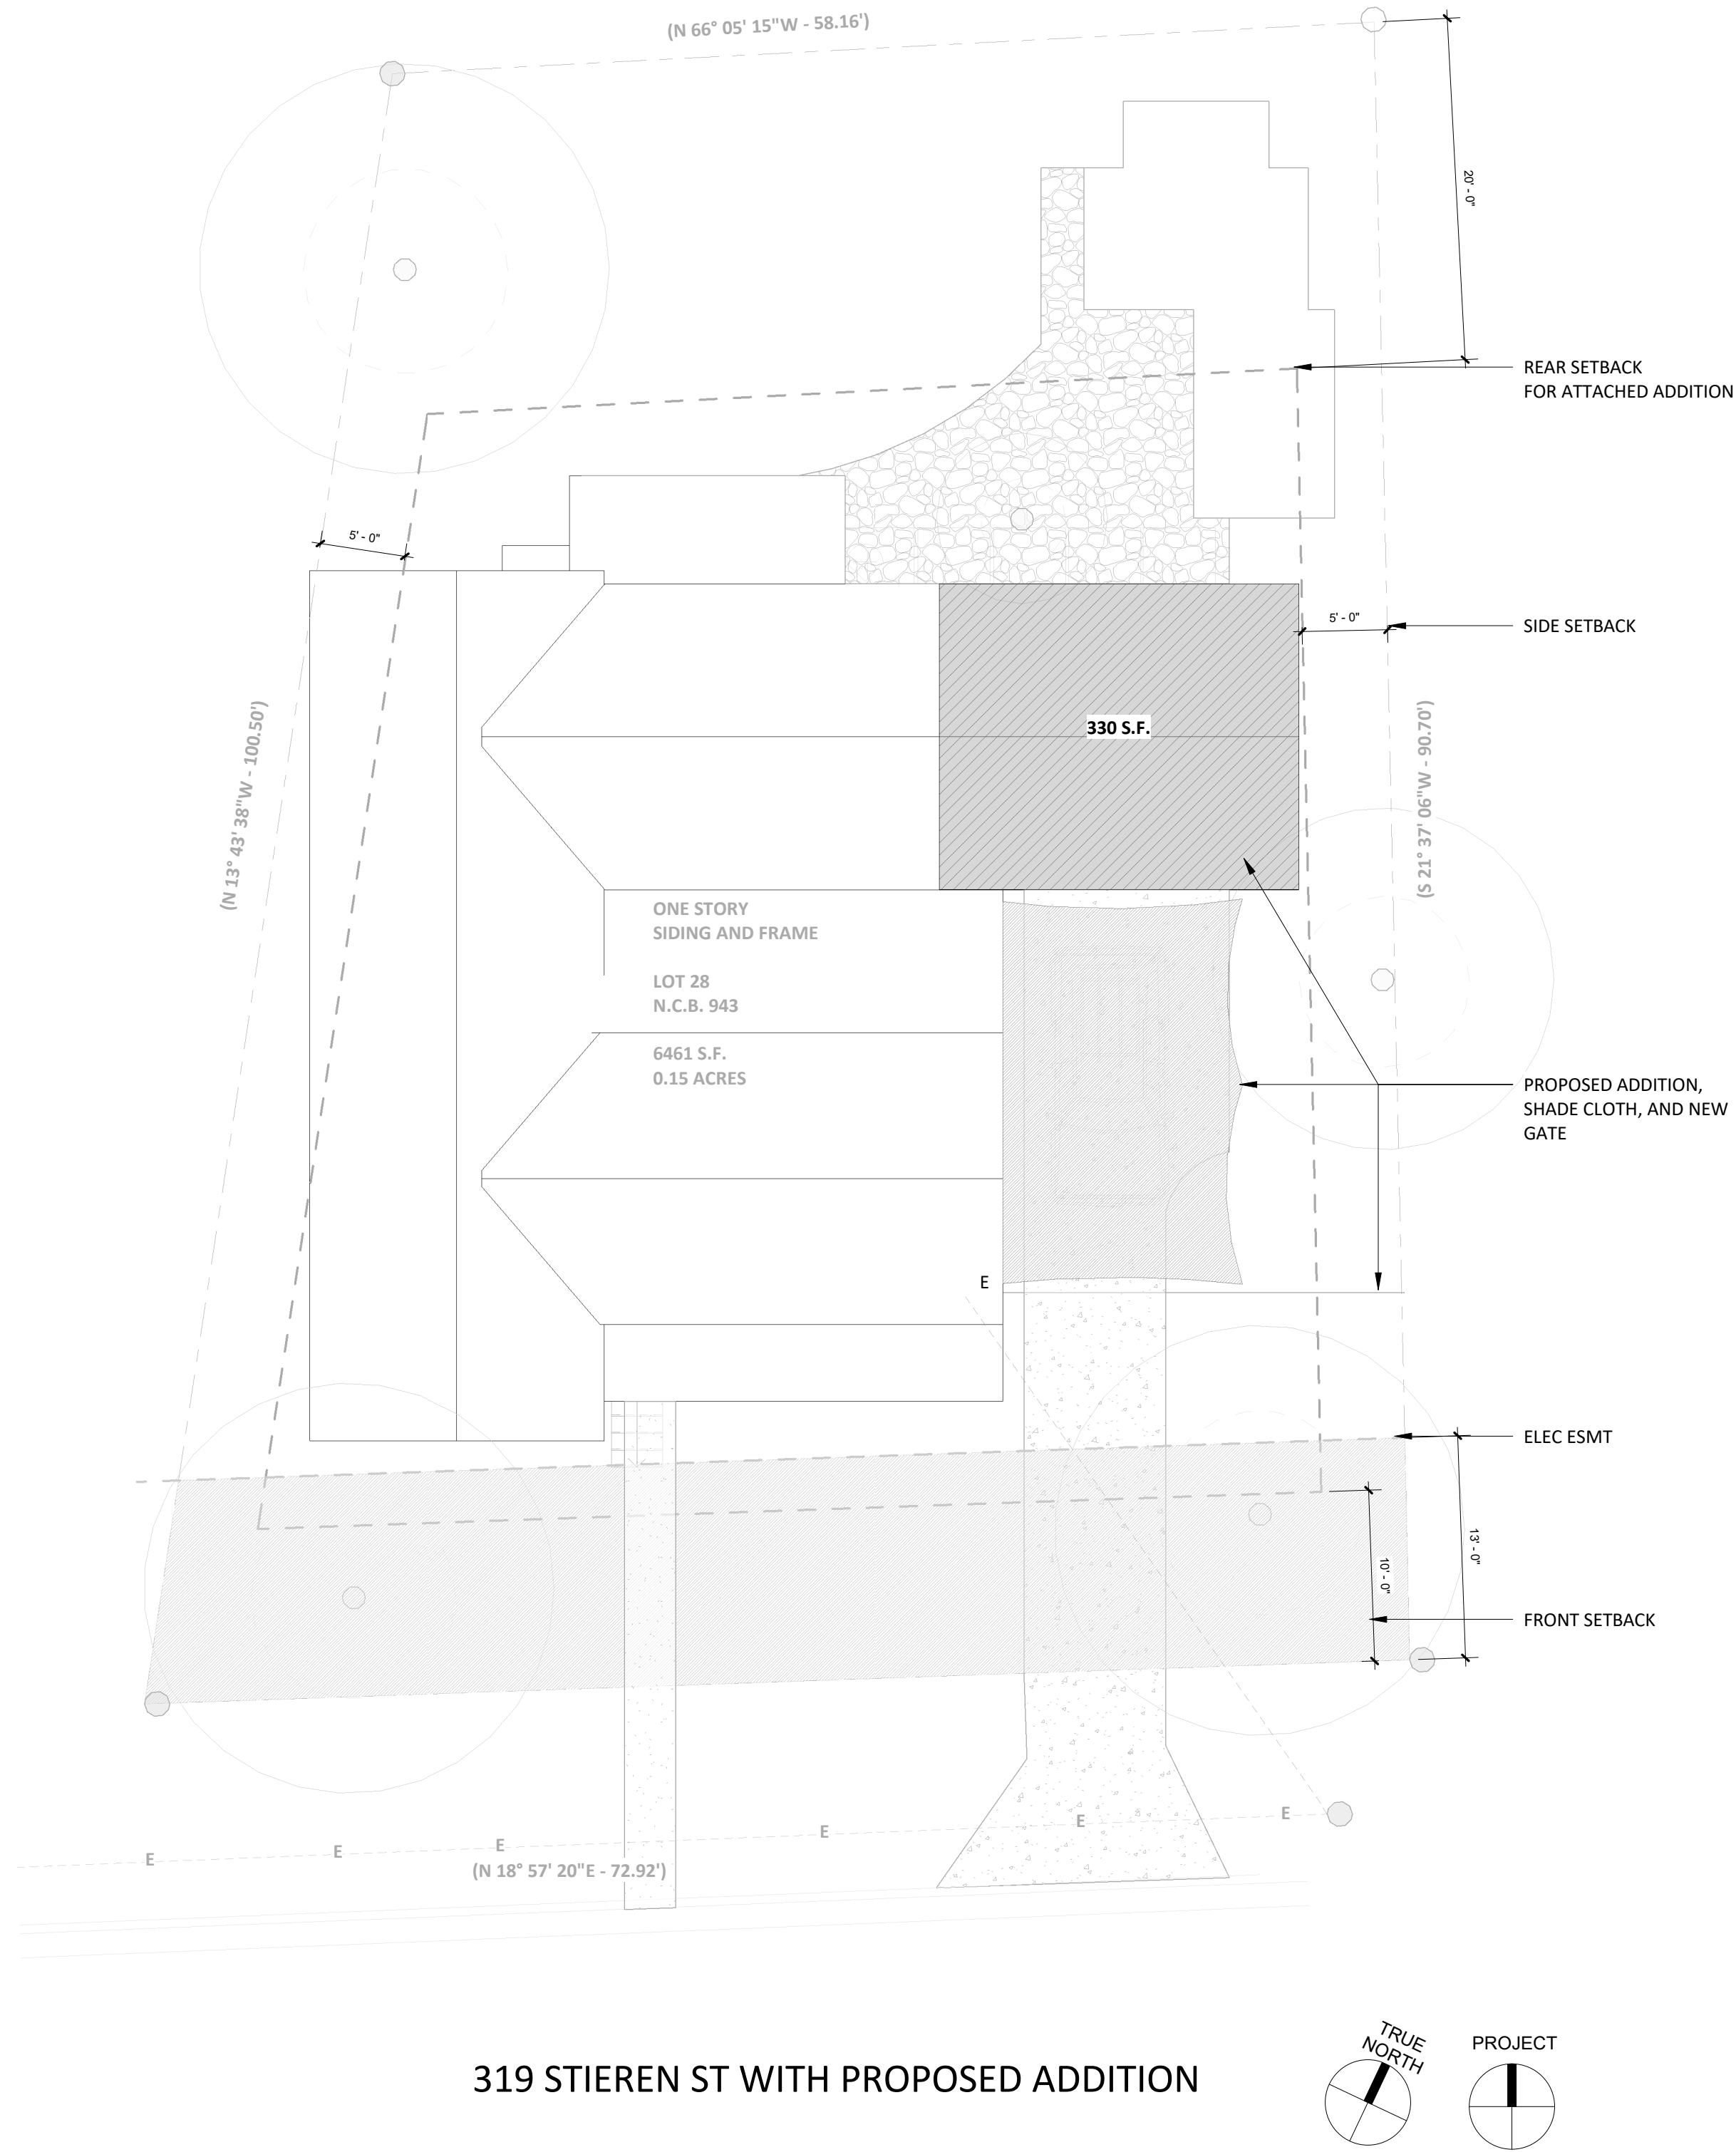 (N 66° 05' 15"W - 58.16')
20' - 0"
REAR SETBACK
FOR ATTACHED ADDITION
5' - 0"
5' - 0"
SIDE SETBACK
330 S.F.
(N 13° 43' 38"W - 100.50')
(S 21° 37' 06"W - 90.70')
ONE STORY
SIDING AND FRAME
LOT 28
N.C.B. 943
6461 S.F.
0.15 ACRES
PROPOSED ADDITION,
SHADE CLOTH, AND NEW
GATE
E
ELEC ESMT
13' - 0"
10' - 0"
FRONT SETBACK
E E E E E E
(N 18° 57' 20"E - 72.92')
319 STIEREN ST WITH PROPOSED ADDITION
TRUE
NORTH
PROJECT